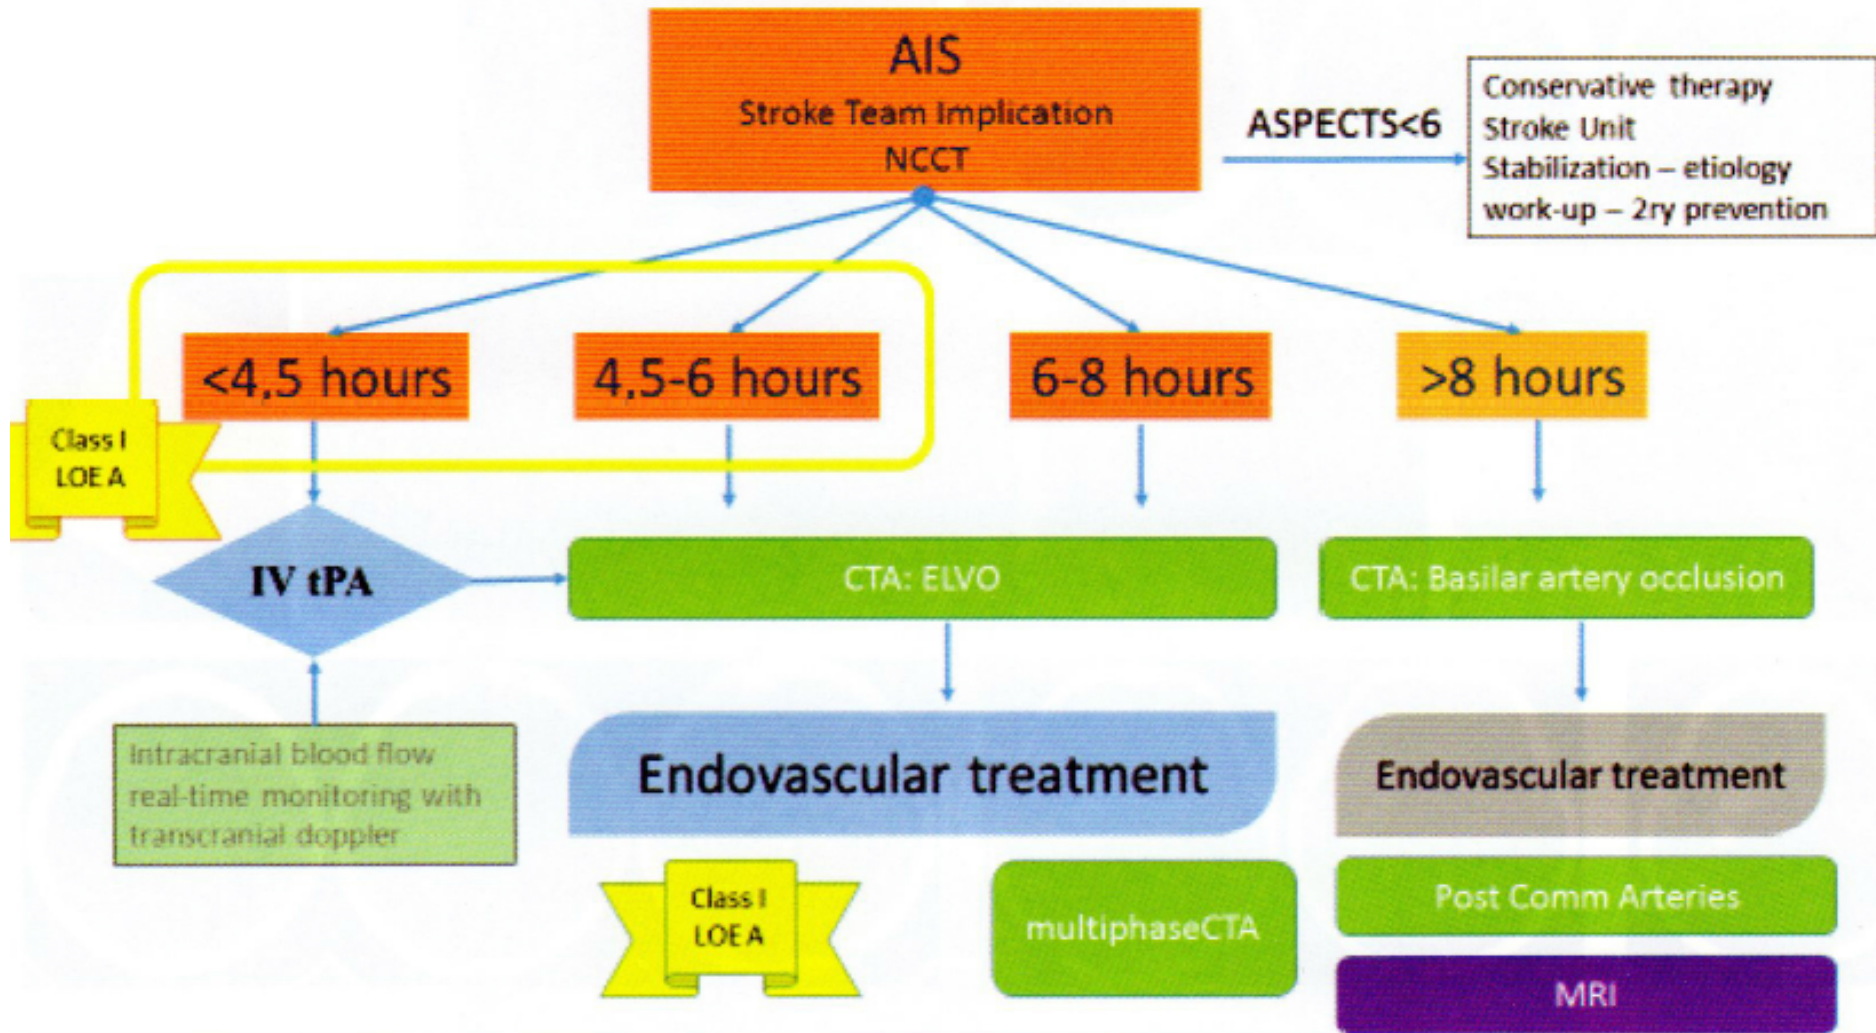 AIS
Stroke Team Implication
NCCT
ASPECTS<6
Conservative therapy
Stroke Unit
Stabilization – etiology
work-up – 2ry prevention
<4,5 hours
4,5-6 hours
6-8 hours
>8 hours
Class I
LOE A
IV tPA
CTA: ELVO
CTA: Basilar artery occlusion
Intracranial blood flow
real-time monitoring with
transcranial doppler
Endovascular treatment
Endovascular treatment
Class I
LOE A
multiphaseCTA
Post Comm Arteries
MRI